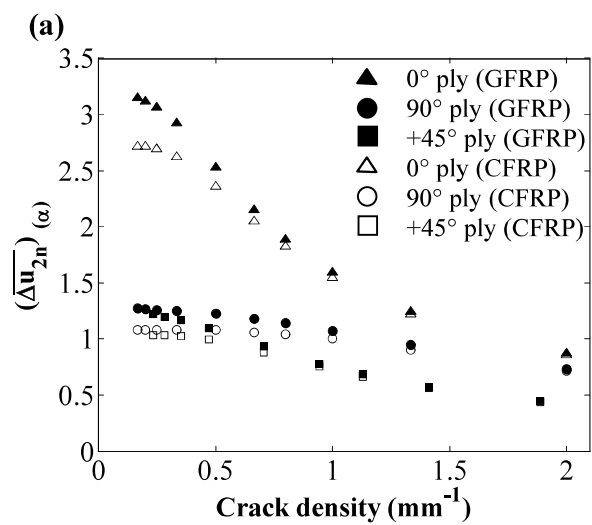 (a)
3.5
3
2.5
2
1.5
1
0.5
0
0° ply (GFRP)
90° ply (GFRP)
+45° ply (GFRP)
0° ply (CFRP)
90° ply (CFRP)
+45° ply (CFRP)
(Δu2n)(α)
0 0.5 1 1.5 2
Crack density (mm⁻¹)